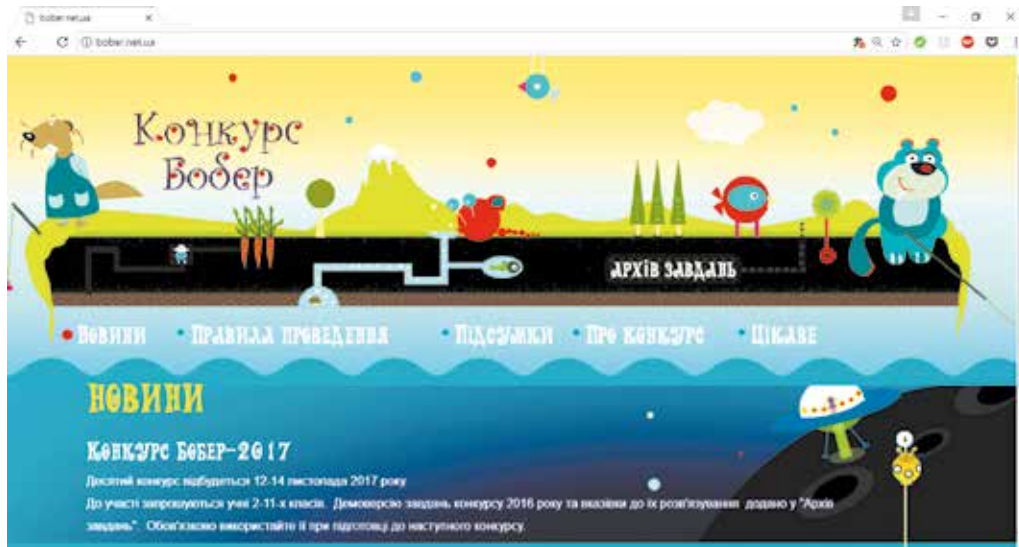 bober.net.ua
bober.net.ua
Конкурс
Бобер
АРХІВ ЗАВДАНЬ
НОВИНИ
ПРАВИЛА ПРОВЕДЕННЯ
ПІДСУМКИ
ПРО КОНКУРС
ЦІКАВЕ
НОВИНИ
КОНКУРС БОБЕР-2017
Десятий конкурс відбудеться 12-14 листопада 2017 року
До участі запрошуються учні 2-11-х класів. Демоверсію завдань конкурсу 2016 року та вказівки до їх розв'язування додано у "Архів
завдань". Обов'язково використайте її при підготовці до наступного конкурсу.